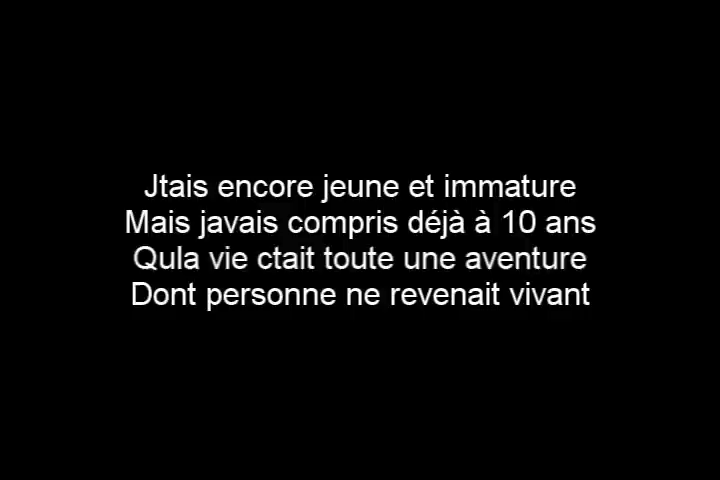 Jtais encore jeune et immature
Mais javais compris déjà à 10 ans
Qula vie ctait toute une aventure
Dont personne ne revenait vivant